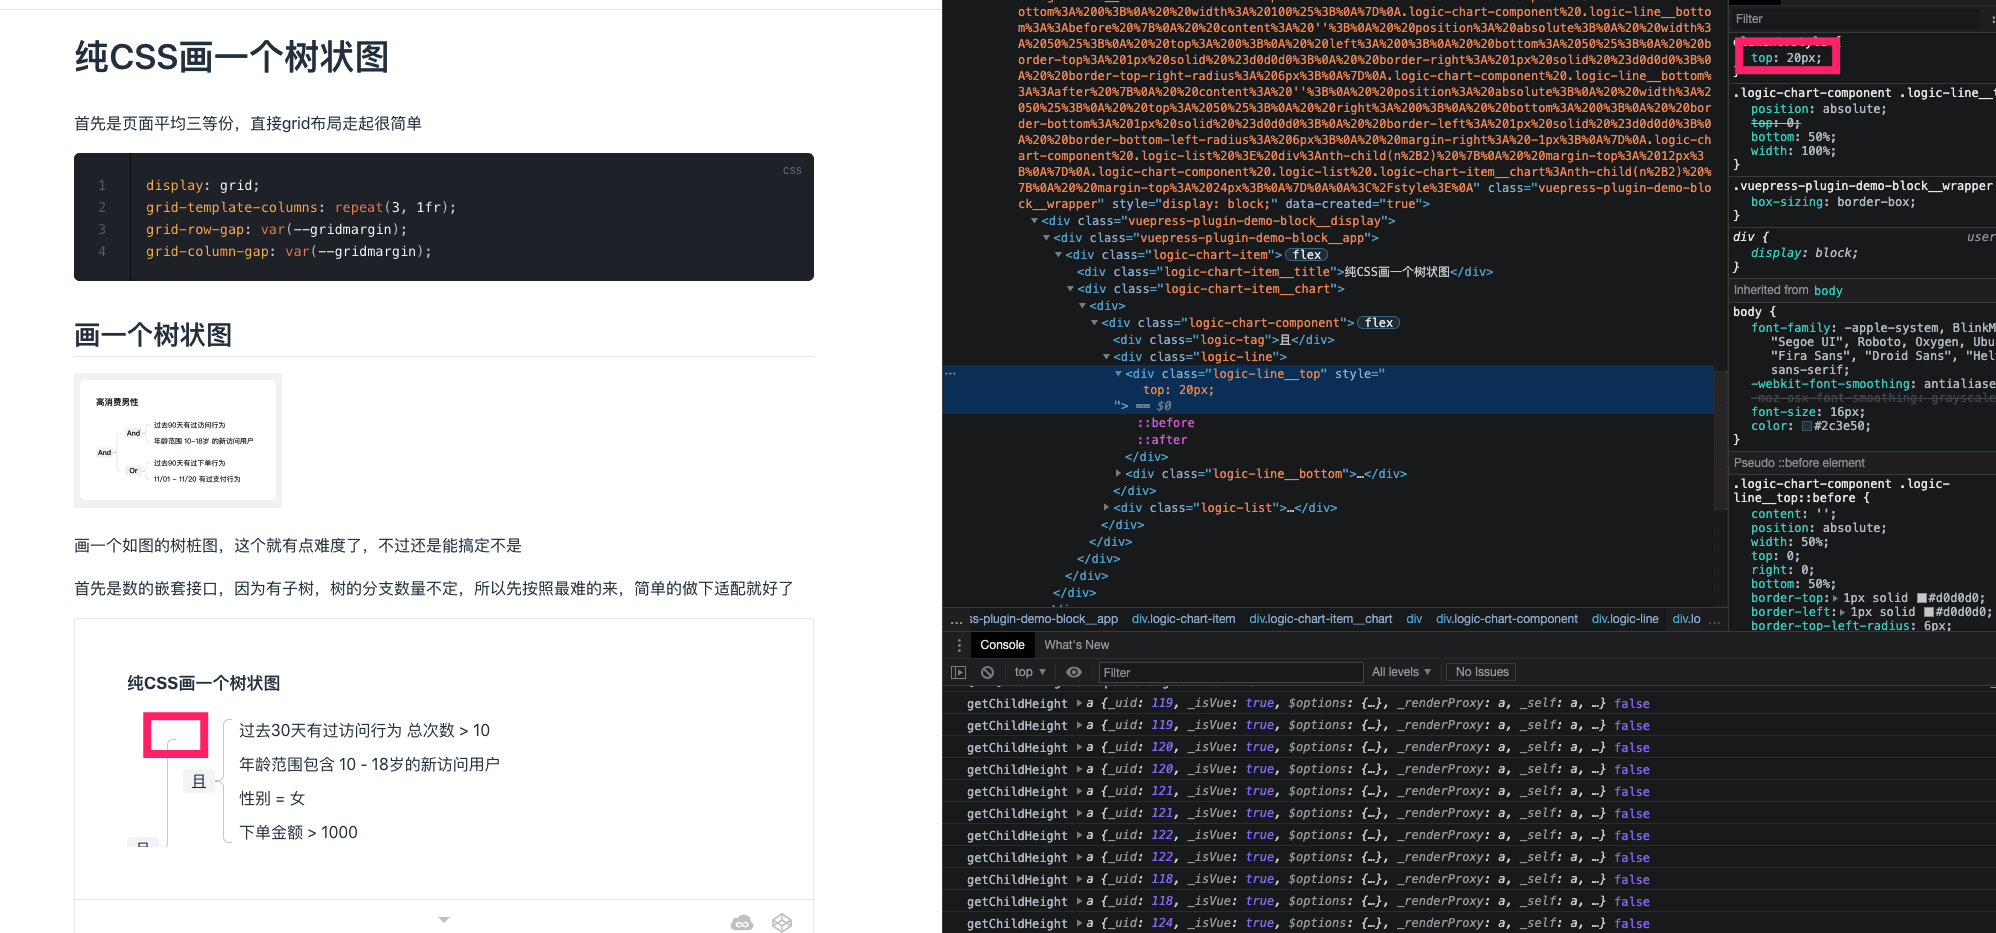 纯CSS画一个树状图
首先是页面平均三等份，直接grid布局走起很简单
css
1 display: grid;
2 grid-template-columns: repeat(3, 1fr);
3 grid-row-gap: var(--gridmargin);
4 grid-column-gap: var(--gridmargin);
画一个树状图
高消费男性
过去90天有过访问行为
And
年龄范围 10-18岁 的新访问用户
And
过去90天有过下单行为
Or
11/01 - 11/20 有过支付行为
画一个如图的树桩图，这个就有点难度了，不过还是能搞定不是
首先是数的嵌套接口，因为有子树，树的分支数量不定，所以先按照最难的来，简单的做下适配就好了
纯CSS画一个树状图
过去30天有过访问行为 总次数 > 10
年龄范围包含 10 - 18岁的新访问用户
且
性别 = 女
下单金额 > 1000
ottom%3A%200%3B%0A%20%20width%3A%20100%25%3B%0A%7D%0A.logic-chart-component%20.logic-line__botto
m%3A%3Abefore%20%7B%0A%20%20content%3A%20''%3B%0A%20%20position%3A%20absolute%3B%0A%20%20width%3
A%2050%25%3B%0A%20%20top%3A%200%3B%0A%20%20left%3A%200%3B%0A%20%20bottom%3A%2050%25%3B%0A%20%20b
order-top%3A%201px%20solid%20%23d0d0d0%3B%0A%20%20border-right%3A%201px%20solid%20%23d0d0d0%3B%0
A%20%20border-top-right-radius%3A%206px%3B%0A%7D%0A.logic-chart-component%20.logic-line__bottom%
3A%3Aafter%20%7B%0A%20%20content%3A%20''%3B%0A%20%20position%3A%20absolute%3B%0A%20%20width%3A%2
050%25%3B%0A%20%20top%3A%2050%25%3B%0A%20%20right%3A%200%3B%0A%20%20bottom%3A%200%3B%0A%20%20bor
der-bottom%3A%201px%20solid%20%23d0d0d0%3B%0A%20%20border-left%3A%201px%20solid%20%23d0d0d0%3B%0
A%20%20border-bottom-left-radius%3A%206px%3B%0A%20%20margin-right%3A%20-1px%3B%0A%7D%0A.logic-ch
art-component%20.logic-list%20%3E%20div%3Anth-child(n%2B2)%20%7B%0A%20%20margin-top%3A%2012px%3
B%0A%7D%0A.logic-chart-component%20.logic-list%20.logic-item__chart%3Anth-child(n%2B2)%20%
7B%0A%20%20margin-top%3A%2024px%3B%0A%7D%0A%0A%3C%2Fstyle%3E%0A" class="vuepress-plugin-demo-blo
ck__wrapper" style="display: block;" data-created="true">
<div class="vuepress-plugin-demo-block__display">
<div class="vuepress-plugin-demo-block__app">
<div class="logic-chart-item"> flex
<div class="logic-chart-item__title">纯CSS画一个树状图</div>
<div class="logic-chart-item__chart">
<div>
<div class="logic-chart-component"> flex
<div class="logic-tag">且</div>
<div class="logic-line">
<div class="logic-line__top" style="
top: 20px;
"> == $0
::before
::after
</div>
<div class="logic-line__bottom">…</div>
</div>
<div class="logic-list">…</div>
</div>
</div>
</div>
</div>
</div>
... ss-plugin-demo-block__app div.logic-chart-item div.logic-chart-item__chart div div.logic-chart-component div.logic-line div.lo ...
Console What's New
top Filter All levels No Issues
getChildHeight a {_uid: 119, _isVue: true, $options: {…}, _renderProxy: a, _self: a, …} false
getChildHeight a {_uid: 119, _isVue: true, $options: {…}, _renderProxy: a, _self: a, …} false
getChildHeight a {_uid: 120, _isVue: true, $options: {…}, _renderProxy: a, _self: a, …} false
getChildHeight a {_uid: 120, _isVue: true, $options: {…}, _renderProxy: a, _self: a, …} false
getChildHeight a {_uid: 121, _isVue: true, $options: {…}, _renderProxy: a, _self: a, …} false
getChildHeight a {_uid: 121, _isVue: true, $options: {…}, _renderProxy: a, _self: a, …} false
getChildHeight a {_uid: 122, _isVue: true, $options: {…}, _renderProxy: a, _self: a, …} false
getChildHeight a {_uid: 122, _isVue: true, $options: {…}, _renderProxy: a, _self: a, …} false
getChildHeight a {_uid: 118, _isVue: true, $options: {…}, _renderProxy: a, _self: a, …} false
getChildHeight a {_uid: 118, _isVue: true, $options: {…}, _renderProxy: a, _self: a, …} false
getChildHeight a {_uid: 124, _isVue: true, $options: {…}, _renderProxy: a, _self: a, …} false
Filter
top: 20px;
}
.logic-chart-component .logic-line__t
position: absolute;
top: 0;
bottom: 50%;
width: 100%;
}
.vuepress-plugin-demo-block__wrapper
box-sizing: border-box;
}
div { user
display: block;
}
Inherited from body
body {
font-family: -apple-system, BlinkM
"Segoe UI", Roboto, Oxygen, Ubu
"Fira Sans", "Droid Sans", "Hel
sans-serif;
-webkit-font-smoothing: antialiase
-moz-osx-font-smoothing: grayscale
font-size: 16px;
color: #2c3e50;
}
Pseudo ::before element
.logic-chart-component .logic-
line__top::before {
content: '';
position: absolute;
width: 50%;
top: 0;
right: 0;
bottom: 50%;
border-top: 1px solid #d0d0d0;
border-left: 1px solid #d0d0d0;
border-top-left-radius: 6px;